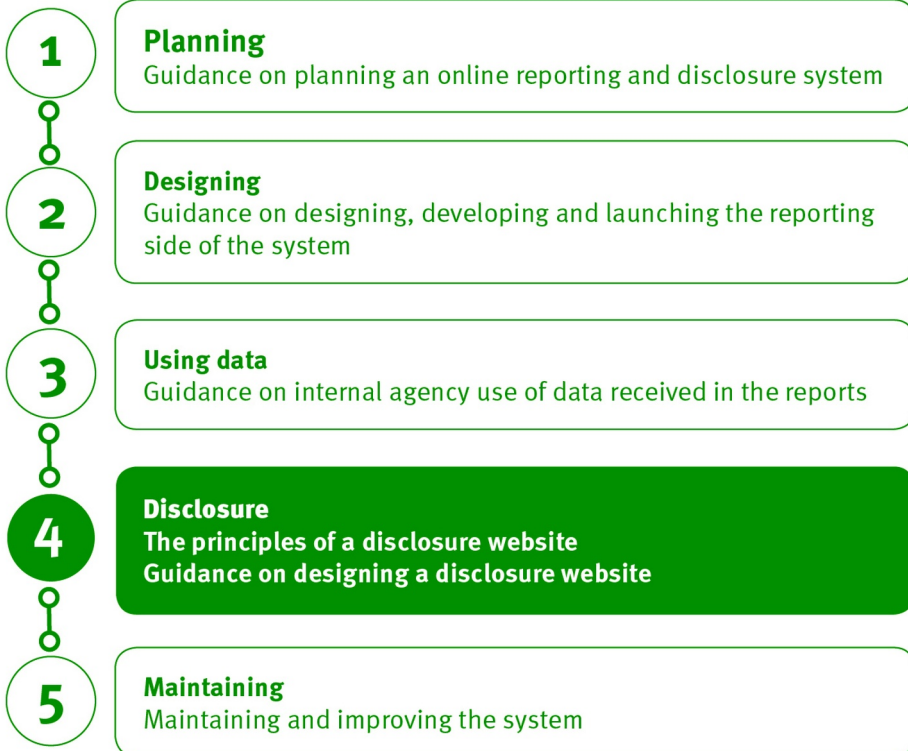 1
Planning
Guidance on planning an online reporting and disclosure system
2
Designing
Guidance on designing, developing and launching the reporting
side of the system
3
Using data
Guidance on internal agency use of data received in the reports
4
Disclosure
The principles of a disclosure website
Guidance on designing a disclosure website
5
Maintaining
Maintaining and improving the system